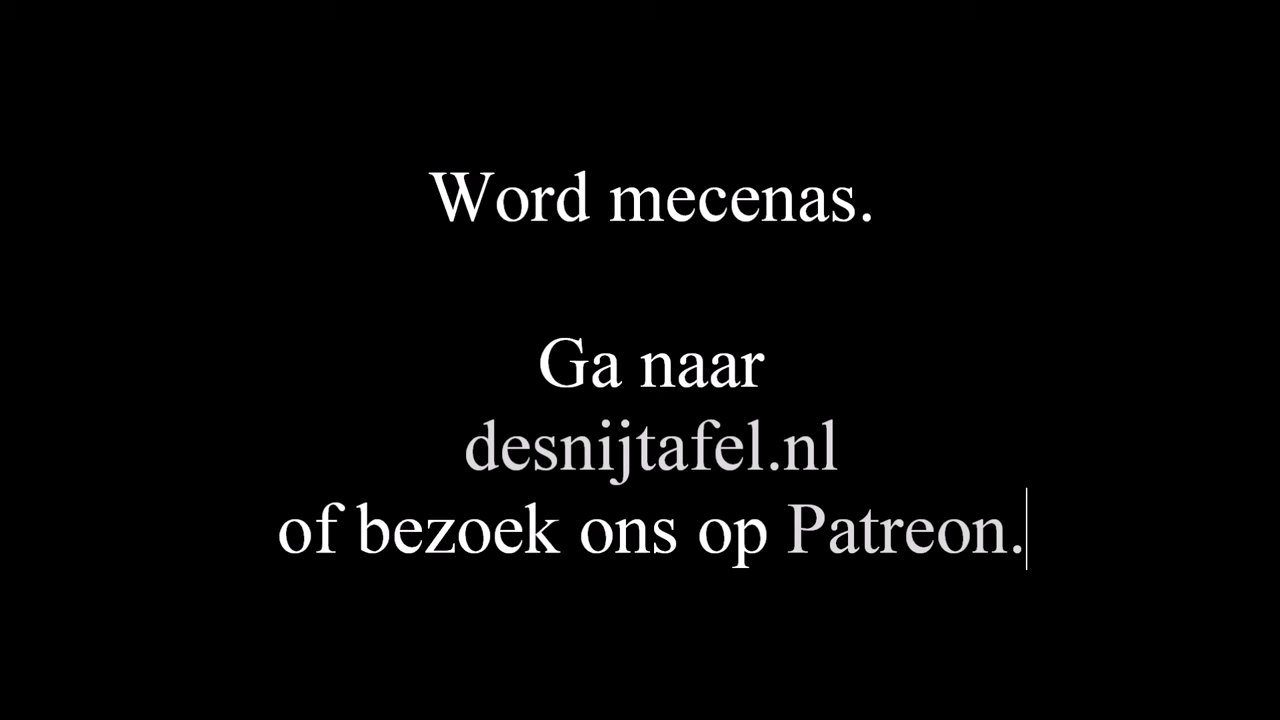 Word mecenas.
Ga naar
desnijtafel.nl
of bezoek ons op Patreon.